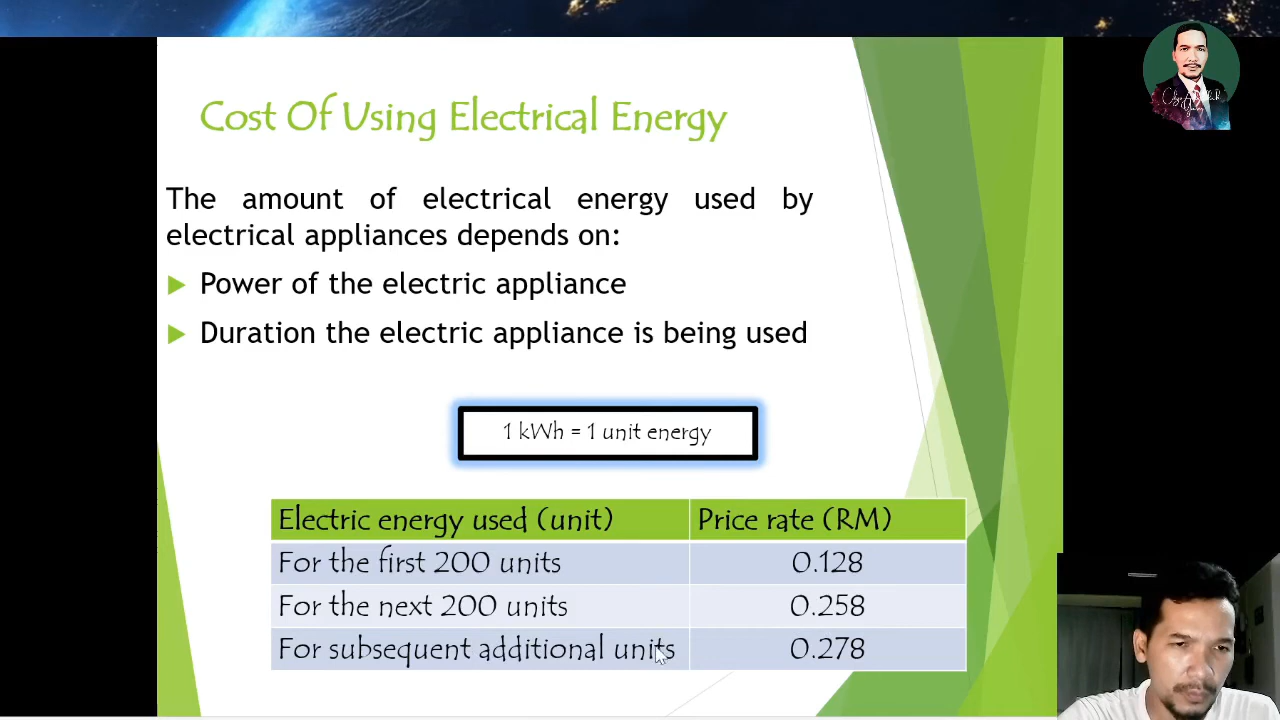 Cost Of Using Electrical Energy
The amount of electrical energy used by
electrical appliances depends on:
Power of the electric appliance
Duration the electric appliance is being used
1 kWh = 1 unit energy
Electric energy used (unit) Price rate (RM)
For the first 200 units 0.128
For the next 200 units 0.258
For subsequent additional units 0.278